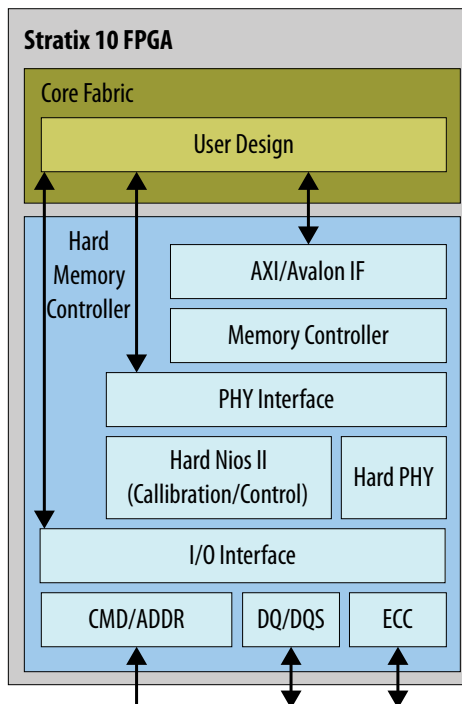 Stratix 10 FPGA
Core Fabric
User Design
Hard
Memory
Controller
AXI/Avalon IF
Memory Controller
PHY Interface
Hard Nios II
(Callibration/Control)
Hard PHY
I/O Interface
CMD/ADDR
DQ/DQS
ECC